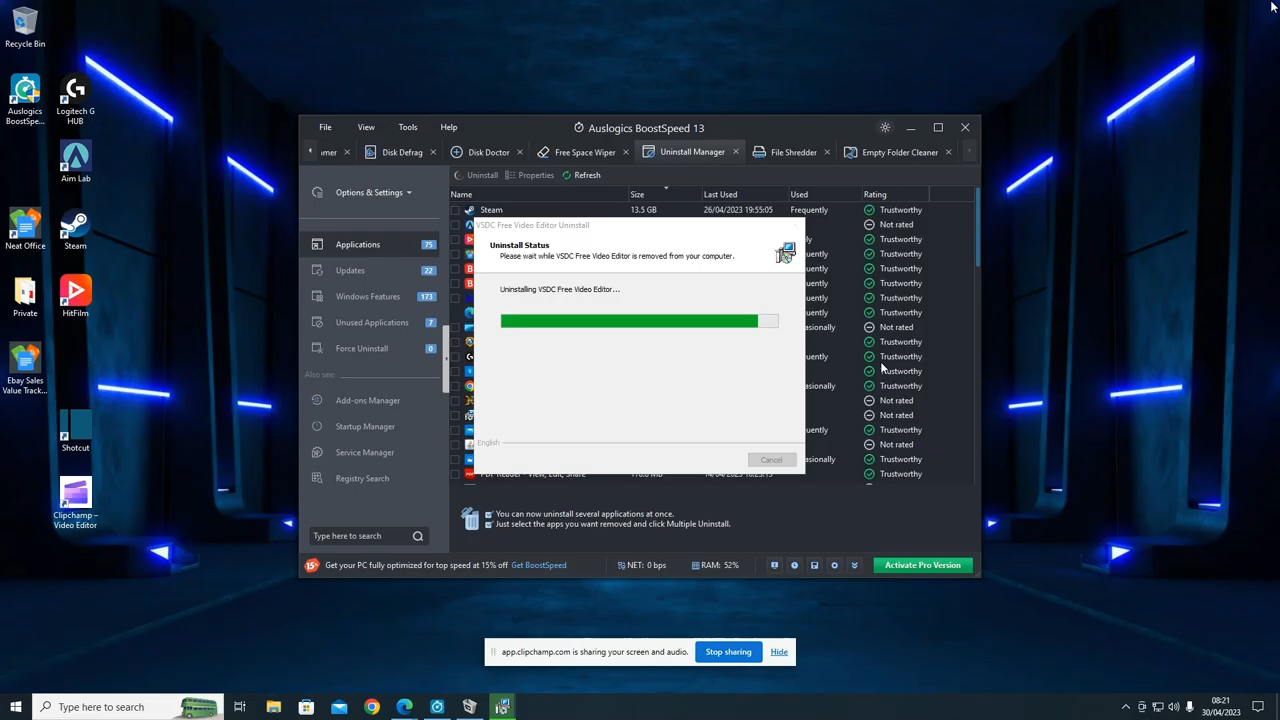 Recycle Bin
Auslogics
BoostSpe...
Logitech G
HUB
Aim Lab
Neat Office
Steam
Private
HitFilm
Ebay Sales
Value Track...
Shotcut
Clipchamp –
Video Editor
File View Tools Help
Auslogics BoostSpeed 13
Disk Defrag
Disk Doctor
Free Space Wiper
Uninstall Manager
File Shredder
Empty Folder Cleaner
Options & Settings
Uninstall Properties Refresh
Name Size Last Used Used Rating
Steam 13.5 GB 26/04/2023 19:55:05 Frequently Trustworthy
Not rated
Trustworthy
Trustworthy
Trustworthy
Trustworthy
Trustworthy
Trustworthy
Not rated
Trustworthy
Trustworthy
Trustworthy
Trustworthy
Not rated
Not rated
Trustworthy
Not rated
Trustworthy
Trustworthy
Applications 75
Updates 22
Windows Features 173
Unused Applications 7
Force Uninstall 0
Also see:
Add-ons Manager
Startup Manager
Service Manager
Registry Search
Type here to search
VSDC Free Video Editor Uninstall
Uninstall Status
Please wait while VSDC Free Video Editor is removed from your computer.
Uninstalling VSDC Free Video Editor...
English
Cancel
You can now uninstall several applications at once.
Just select the apps you want removed and click Multiple Uninstall.
15% Get your PC fully optimized for top speed at 15% off Get BoostSpeed
NET: 0 bps
RAM: 52%
Activate Pro Version
app.clipchamp.com is sharing your screen and audio. Stop sharing Hide
Type here to search
08:21
30/04/2023